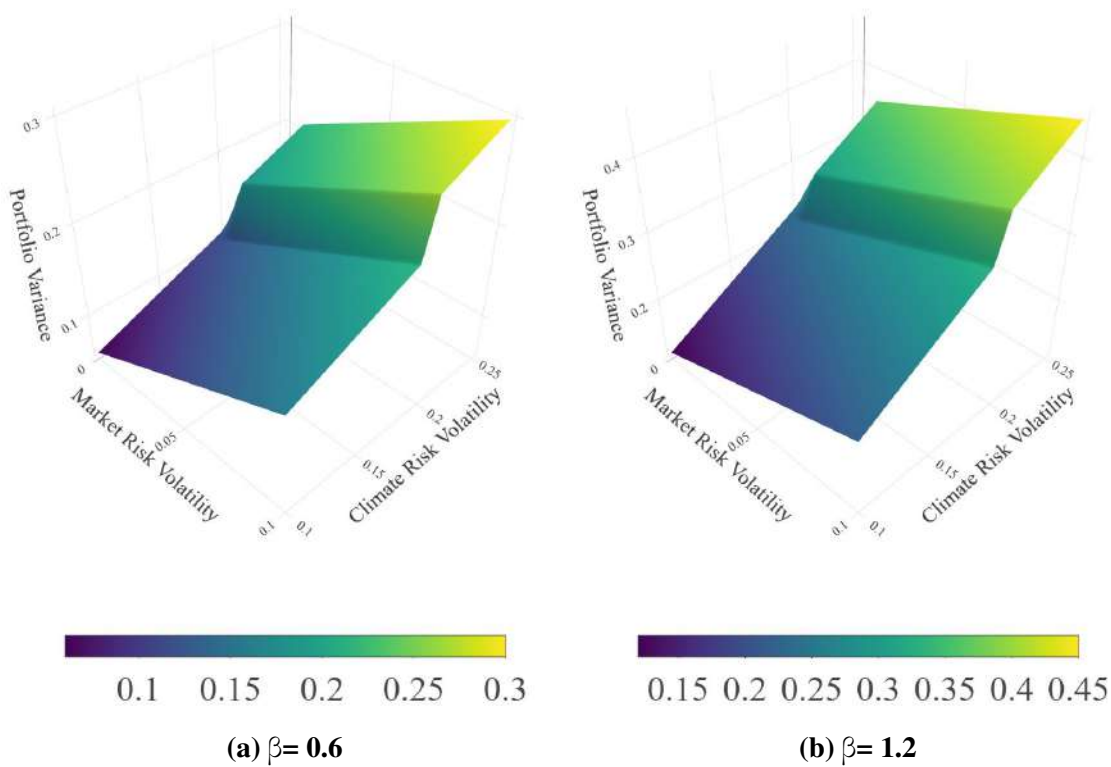 0.3
0.2
0.1
Portfolio Variance
0
0.05
0.1
Market Risk Volatility
0.1
0.15
0.2
0.25
Climate Risk Volatility
0.1 0.15 0.2 0.25 0.3
(a) β= 0.6
0.4
0.3
0.2
Portfolio Variance
0
0.05
0.1
Market Risk Volatility
0.1
0.15
0.2
0.25
Climate Risk Volatility
0.15 0.2 0.25 0.3 0.35 0.4 0.45
(b) β= 1.2